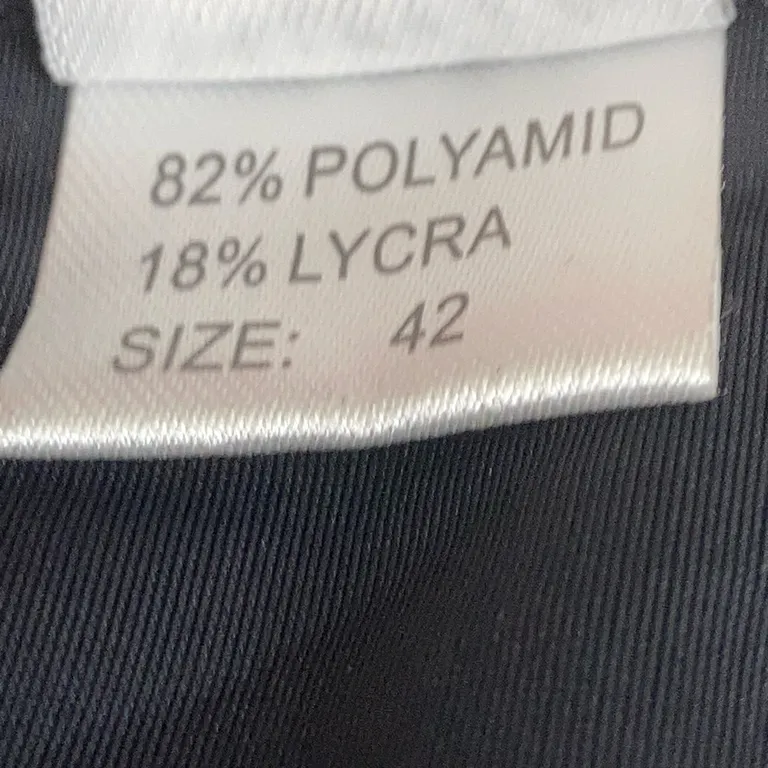 82% POLYAMID
18% LYCRA
SIZE: 42